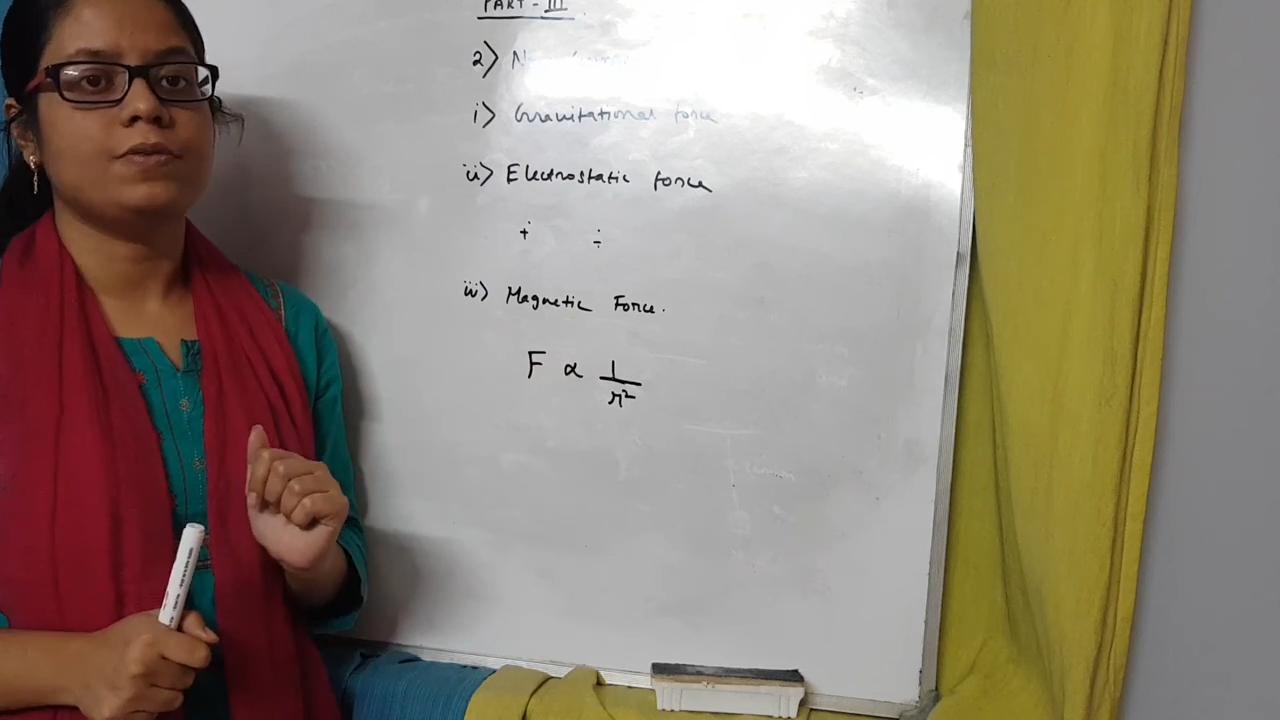 PART - III
2)
i) Gravitational force
ii) Electrostatic force
+ ÷
iii) Magnetic Force.
F ∝ 1/r²